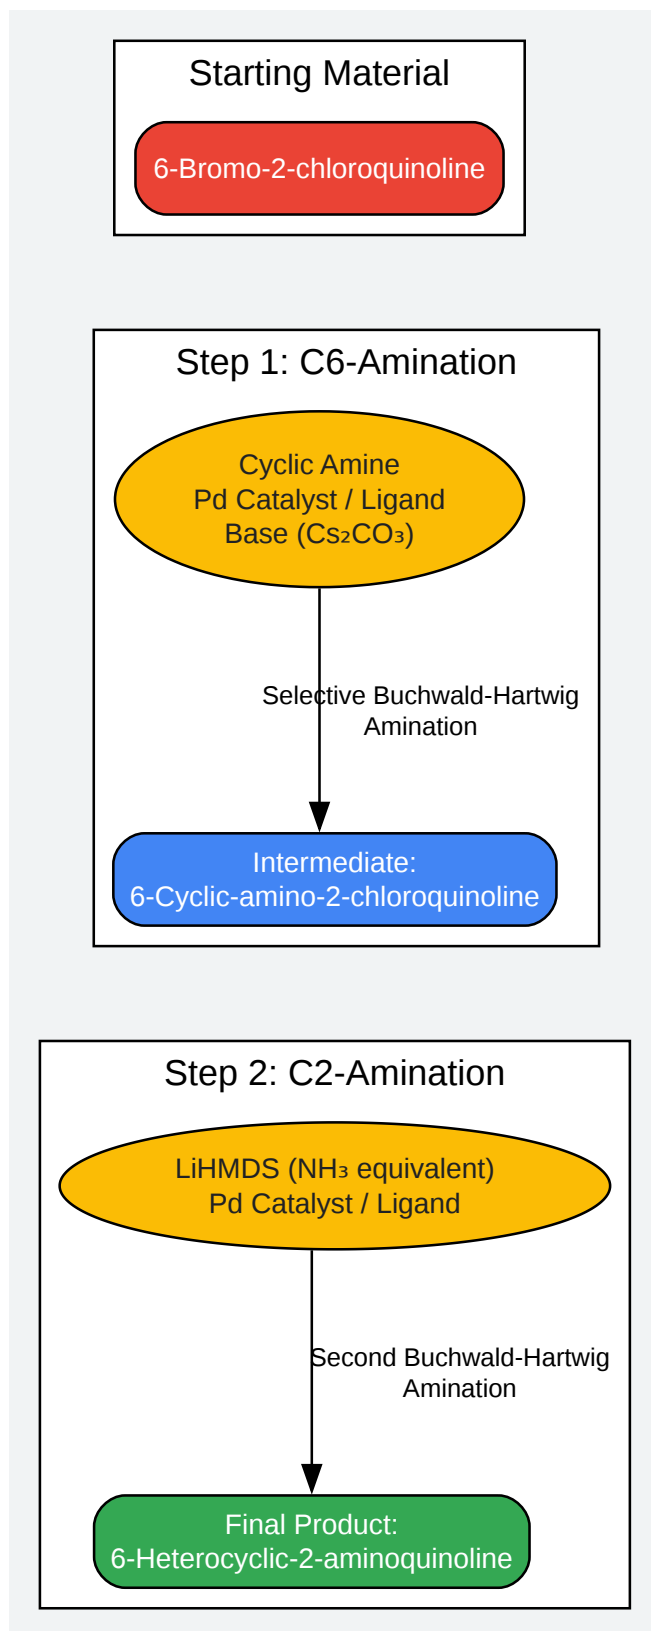 Starting Material
6-Bromo-2-chloroquinoline
Step 1: C6-Amination
Cyclic Amine
Pd Catalyst / Ligand
Base (Cs₂CO₃)
Selective Buchwald-Hartwig
Amination
Intermediate:
6-Cyclic-amino-2-chloroquinoline
Step 2: C2-Amination
LiHMDS (NH₃ equivalent)
Pd Catalyst / Ligand
Second Buchwald-Hartwig
Amination
Final Product:
6-Heterocyclic-2-aminoquinoline